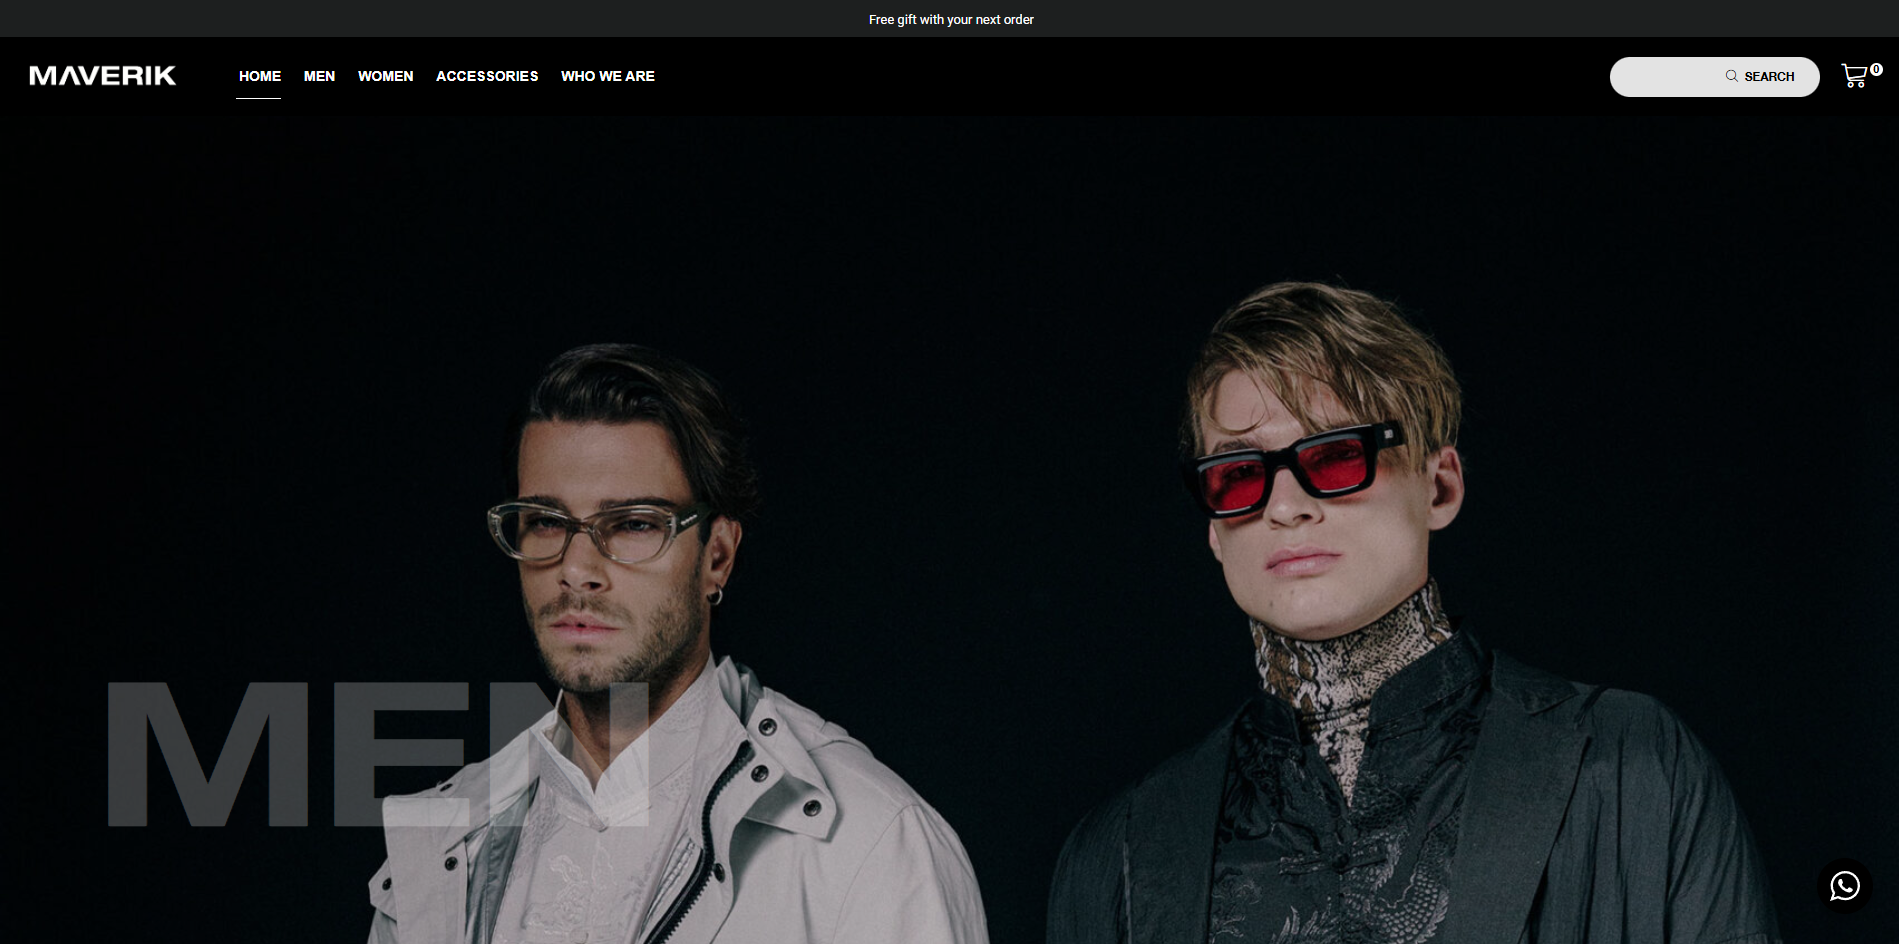 Free gift with your next order
MAVERIK
HOME MEN WOMEN ACCESSORIES WHO WE ARE
SEARCH
0
MEN